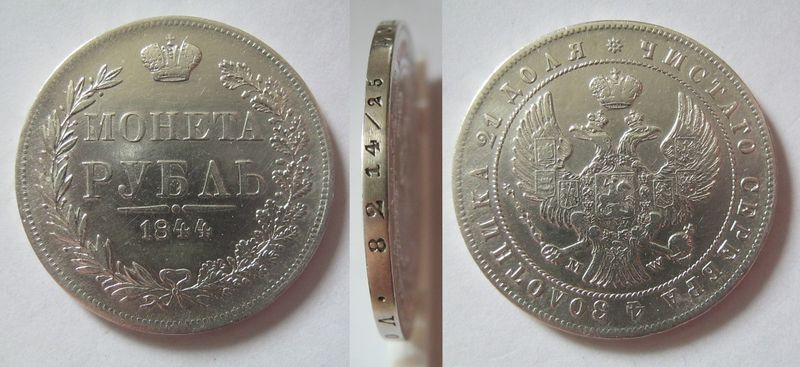 МОНЕТА
РУБЛЬ
1844
Л. 82 14/25
ЧИСТАГО СЕРЕБРА 4 ЗОЛОТНИКА 21 ДОЛЯ
M W